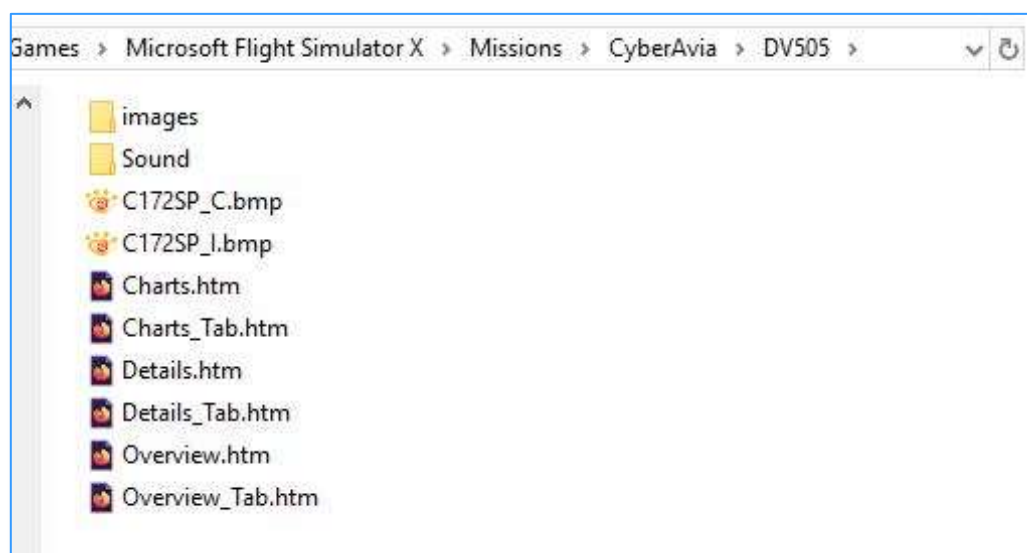 Games > Microsoft Flight Simulator X > Missions > CyberAvia > DV505 >
images
Sound
C172SP_C.bmp
C172SP_I.bmp
Charts.htm
Charts_Tab.htm
Details.htm
Details_Tab.htm
Overview.htm
Overview_Tab.htm